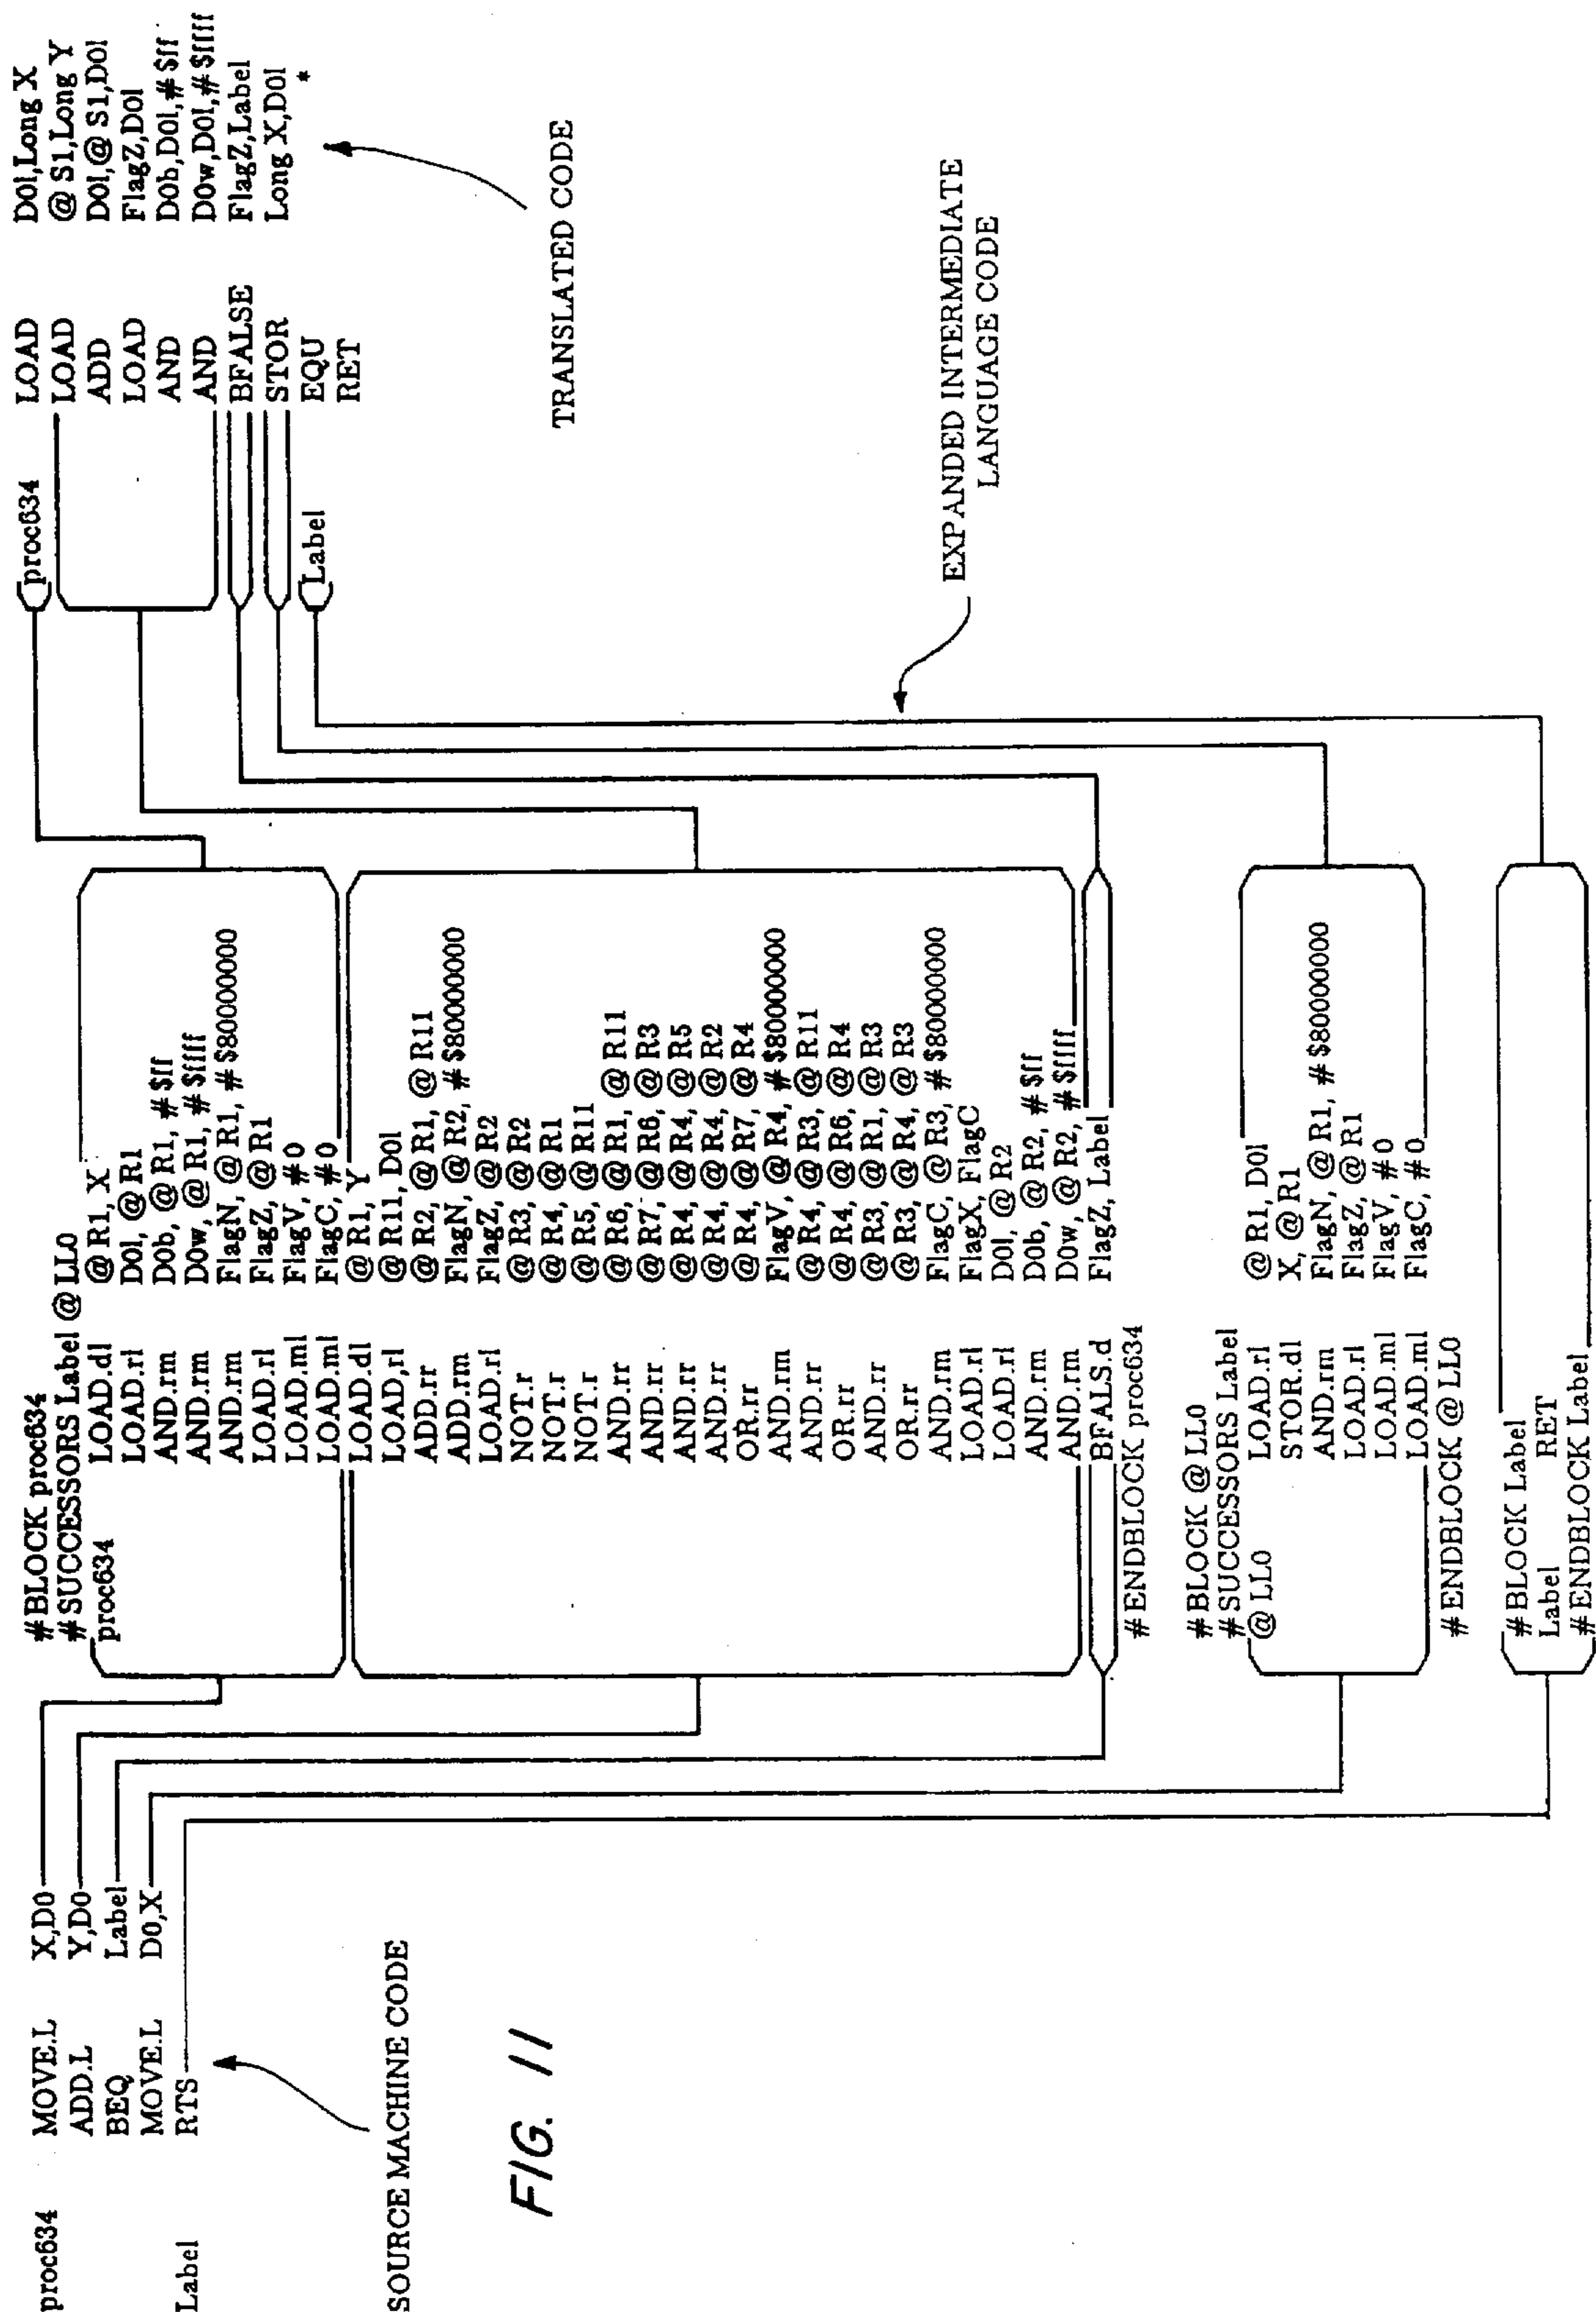 proc634 MOVE.L X,D0
ADD.L Y,D0
BEQ Label
MOVE.L D0,X
Label RTS
SOURCE MACHINE CODE
FIG. 11
#BLOCK proc634
#SUCCESSORS Label @LL0
proc634 LOAD.dl @R1, X
LOAD.rl D0l, @R1
AND.rm D0b, @R1, #$ff
AND.rm D0w, @R1, #$ffff
AND.rm FlagN, @R1, #$80000000
LOAD.rl FlagZ, @R1
LOAD.ml FlagV, #0
LOAD.ml FlagC, #0
LOAD.dl @R1, Y
LOAD,rl @R11, D0l
ADD.rr @R2, @R1, @R11
ADD.rm FlagN, @R2, #$80000000
LOAD.rl FlagZ, @R2
NOT.r @R3, @R2
NOT.r @R4, @R1
NOT.r @R5, @R11
AND.rr @R6, @R1, @R11
AND.rr @R7, @R6, @R3
AND.rr @R4, @R4, @R5
AND.rr @R4, @R4, @R2
OR.rr @R4, @R7, @R4
AND.rm FlagV, @R4, #$80000000
AND.rr @R4, @R3, @R11
OR.rr @R4, @R6, @R4
AND.rr @R3, @R1, @R3
OR.rr @R3, @R4, @R3
AND.rm FlagC, @R3, #$80000000
LOAD.rl FlagX, FlagC
LOAD.rl D0l, @R2
AND.rm D0b, @R2, #$ff
AND.rm D0w, @R2, #$ffff
BFALS.d FlagZ, Label
#ENDBLOCK proc634
#BLOCK @LL0
#SUCCESSORS Label
@LL0 LOAD.rl @R1, D0l
STOR.dl X, @R1
AND.rm FlagN, @R1, #$80000000
LOAD.rl FlagZ, @R1
LOAD.ml FlagV, #0
LOAD.ml FlagC, #0
#ENDBLOCK @LL0
#BLOCK Label
Label RET
#ENDBLOCK Label
EXPANDED INTERMEDIATE
LANGUAGE CODE
proc634 LOAD D0l,Long X
LOAD @S1,Long Y
ADD D0l,@S1,D0l
LOAD FlagZ,D0l
AND D0b,D0l,#$ff
AND D0w,D0l,#$ffff
BFALSE FlagZ,Label
STOR Long X,D0l
Label EQU *
RET
TRANSLATED CODE